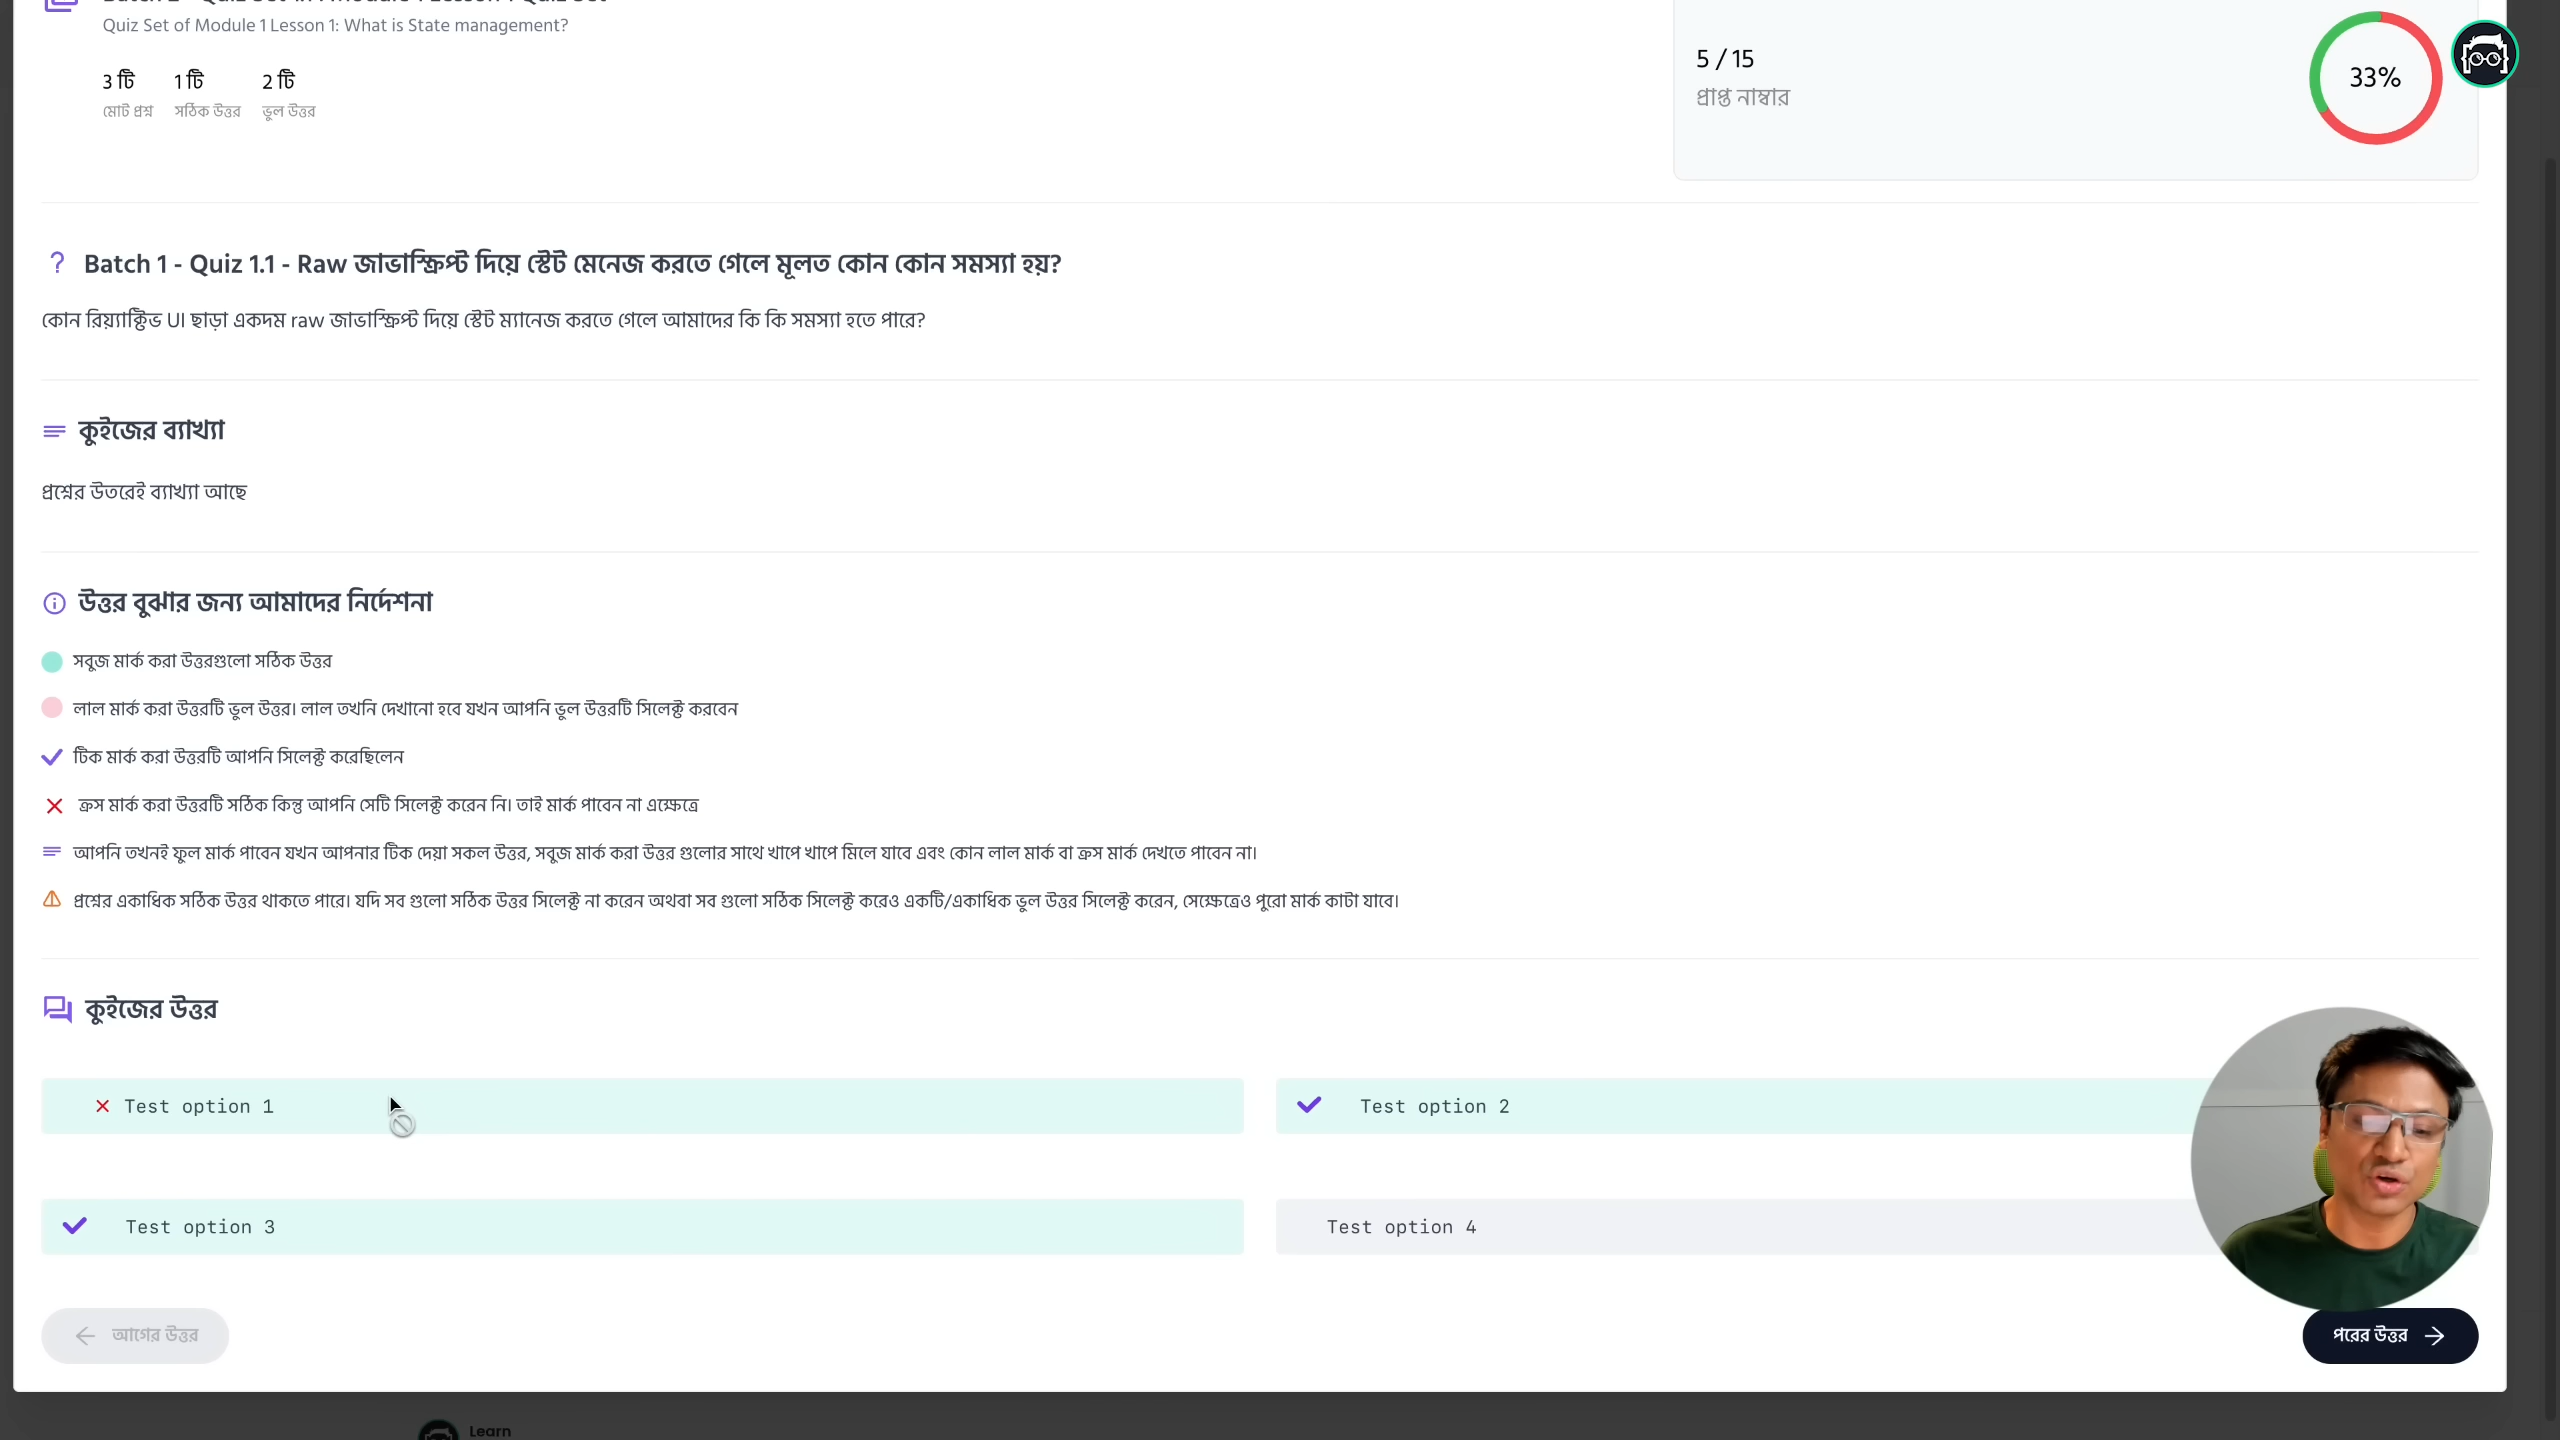 Quiz Set of Module 1 Lesson 1: What is State management?
3 টি 1 টি 2 টি
মোট প্রশ্ন সঠিক উত্তর ভুল উত্তর
5 / 15
প্রাপ্ত নাম্বার
33%
? Batch 1 - Quiz 1.1 - Raw জাভাস্ক্রিপ্ট দিয়ে স্টেট মেনেজ করতে গেলে মূলত কোন কোন সমস্যা হয়?
কোন রিয়্যাক্টিভ UI ছাড়া একদম raw জাভাস্ক্রিপ্ট দিয়ে স্টেট ম্যানেজ করতে গেলে আমাদের কি কি সমস্যা হতে পারে?
কুইজের ব্যাখ্যা
প্রশ্নের উতরেই ব্যাখ্যা আছে
উত্তর বুঝার জন্য আমাদের নির্দেশনা
সবুজ মার্ক করা উত্তরগুলো সঠিক উত্তর
লাল মার্ক করা উত্তরটি ভুল উত্তর। লাল তখনি দেখানো হবে যখন আপনি ভুল উত্তরটি সিলেক্ট করবেন
টিক মার্ক করা উত্তরটি আপনি সিলেক্ট করেছিলেন
ক্রস মার্ক করা উত্তরটি সঠিক কিন্তু আপনি সেটি সিলেক্ট করেন নি। তাই মার্ক পাবেন না এক্ষেত্রে
আপনি তখনই ফুল মার্ক পাবেন যখন আপনার টিক দেয়া সকল উত্তর, সবুজ মার্ক করা উত্তর গুলোর সাথে খাপে খাপে মিলে যাবে এবং কোন লাল মার্ক বা ক্রস মার্ক দেখতে পাবেন না।
প্রশ্নের একাধিক সঠিক উত্তর থাকতে পারে। যদি সব গুলো সঠিক উত্তর সিলেক্ট না করেন অথবা সব গুলো সঠিক সিলেক্ট করেও একটি/একাধিক ভুল উত্তর সিলেক্ট করেন, সেক্ষেত্রেও পুরো মার্ক কাটা যাবে।
কুইজের উত্তর
Test option 1
Test option 2
Test option 3
Test option 4
আগের উত্তর
পরের উত্তর
Learn